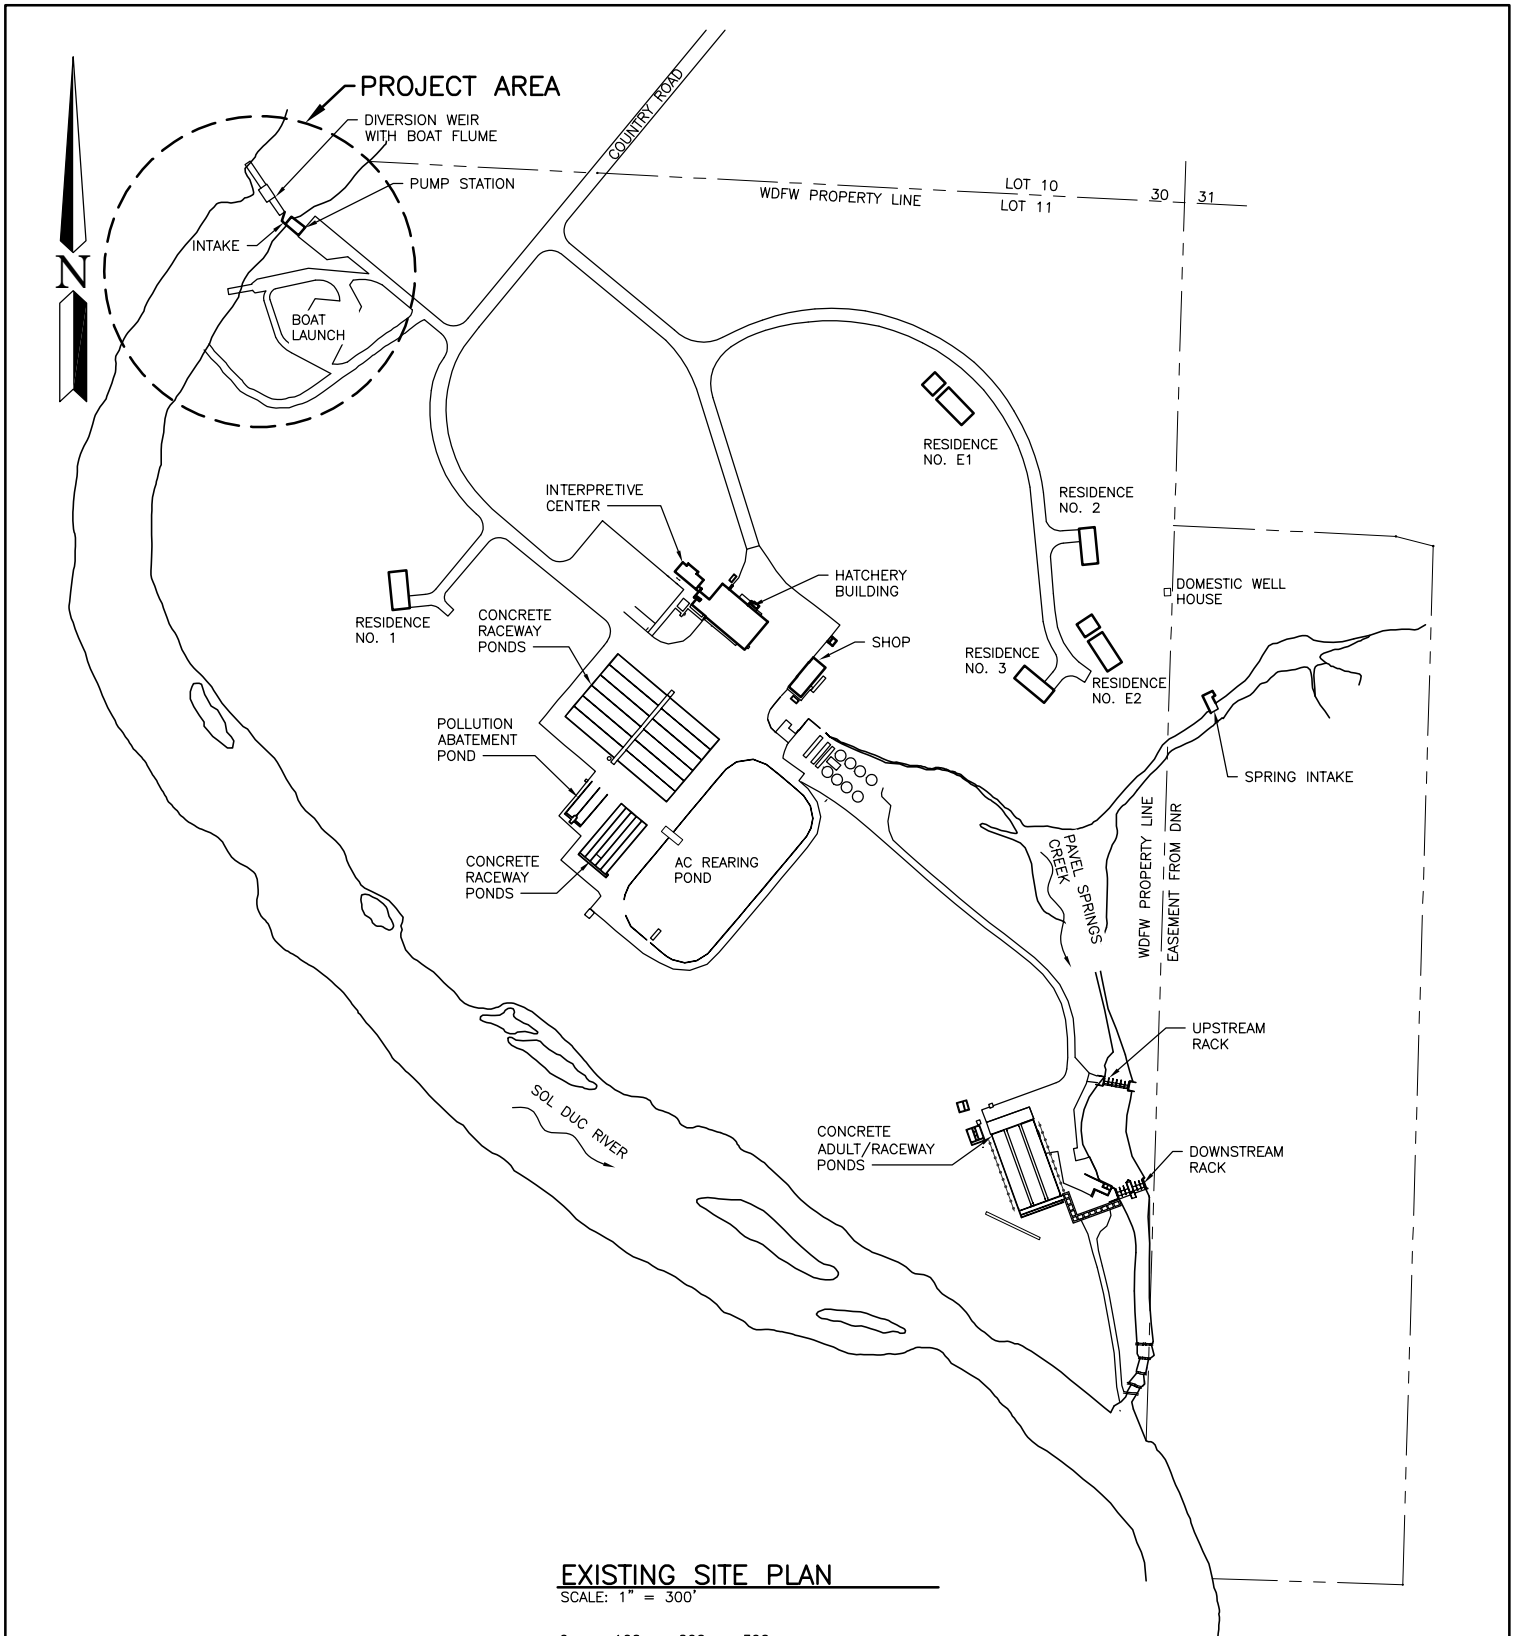 PROJECT AREA
DIVERSION WEIR
WITH BOAT FLUME
PUMP STATION
INTAKE
N
BOAT
LAUNCH
COUNTRY ROAD
WDFW PROPERTY LINE
LOT 10
LOT 11
30
31
RESIDENCE
NO. E1
RESIDENCE
NO. 2
INTERPRETIVE
CENTER
HATCHERY
BUILDING
DOMESTIC WELL
HOUSE
RESIDENCE
NO. 1
CONCRETE
RACEWAY
PONDS
SHOP
RESIDENCE
NO. 3
RESIDENCE
NO. E2
POLLUTION
ABATEMENT
POND
SPRING INTAKE
CONCRETE
RACEWAY
PONDS
AC REARING
POND
PAVEL SPRINGS
CREEK
WDFW PROPERTY LINE
EASEMENT FROM DNR
UPSTREAM
RACK
SOL DUC RIVER
CONCRETE
ADULT/RACEWAY
PONDS
DOWNSTREAM
RACK
EXISTING SITE PLAN
SCALE: 1" = 300'